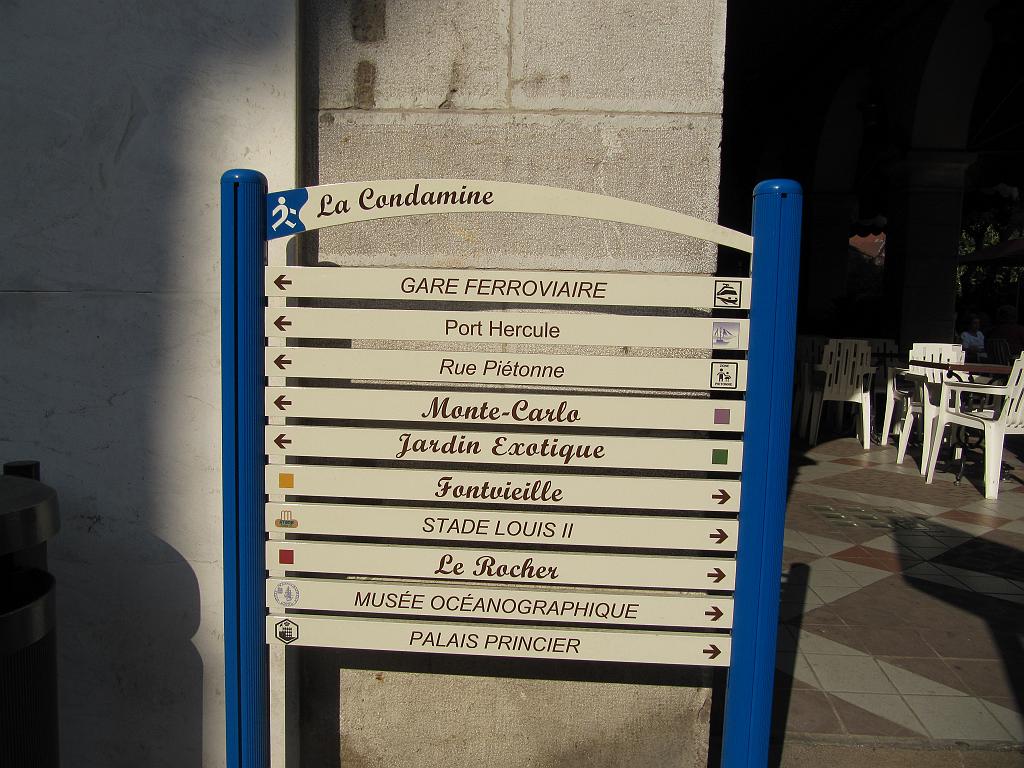 La Condamine
GARE FERROVIAIRE
Port Hercule
Rue Piétonne
Monte-Carlo
Jardin Exotique
Fontvieille
STADE LOUIS II
Le Rocher
MUSÉE OCÉANOGRAPHIQUE
PALAIS PRINCIER